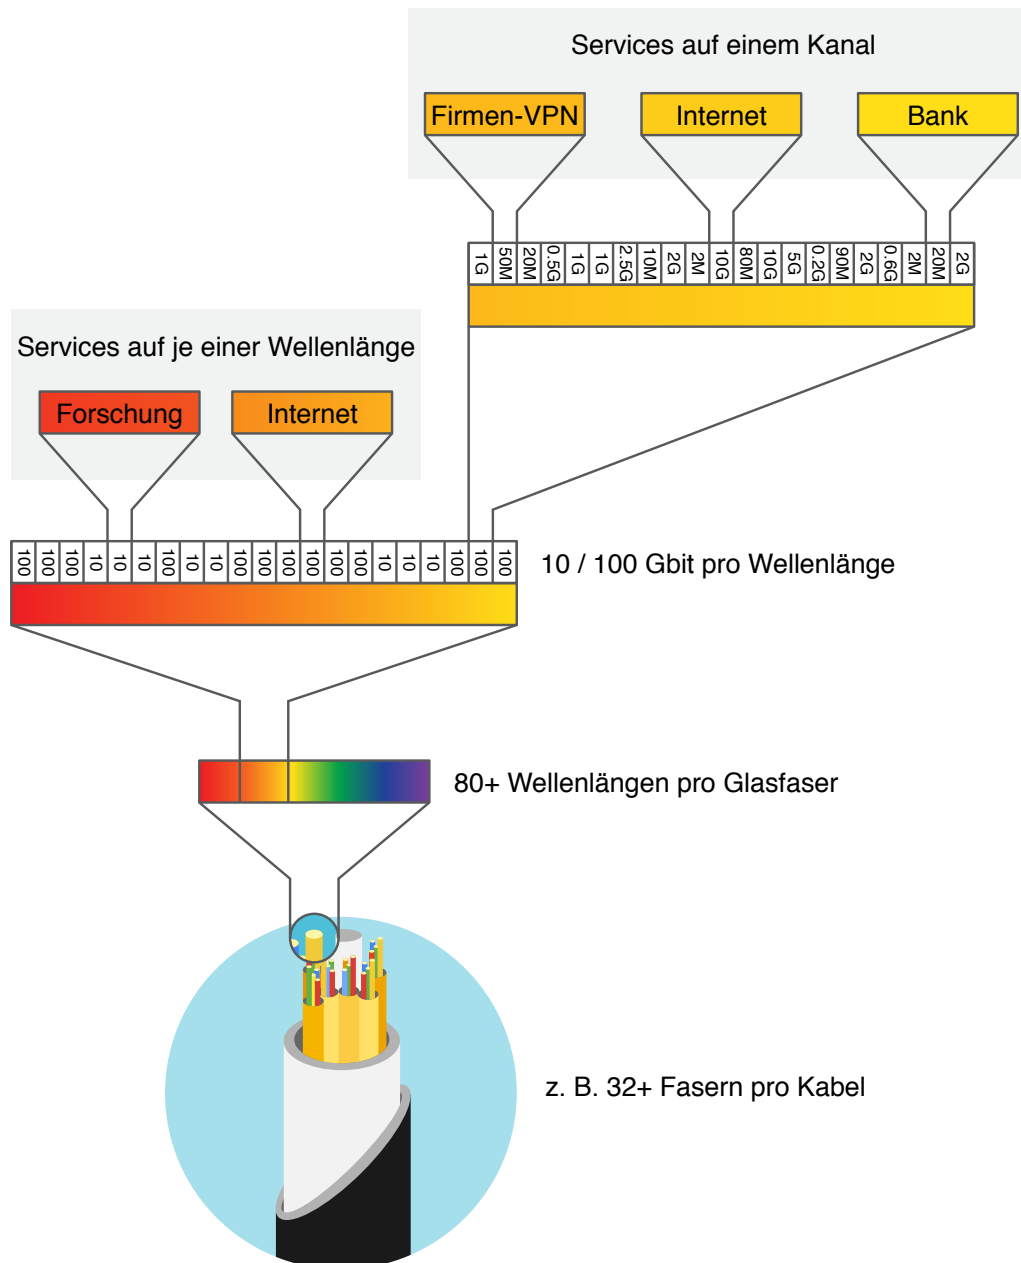 Services auf einem Kanal
Firmen-VPN Internet Bank
1G 50M 20M 0.5G 1G 1G 2.5G 10M 2G 2M 10G 80M 10G 5G 0.2G 90M 2G 0.6G 2M 20M 2G
Services auf je einer Wellenlänge
Forschung Internet
100 100 100 10 10 10 100 10 10 100 100 100 100 100 100 10 10 10 100 100 100
10 / 100 Gbit pro Wellenlänge
80+ Wellenlängen pro Glasfaser
z. B. 32+ Fasern pro Kabel